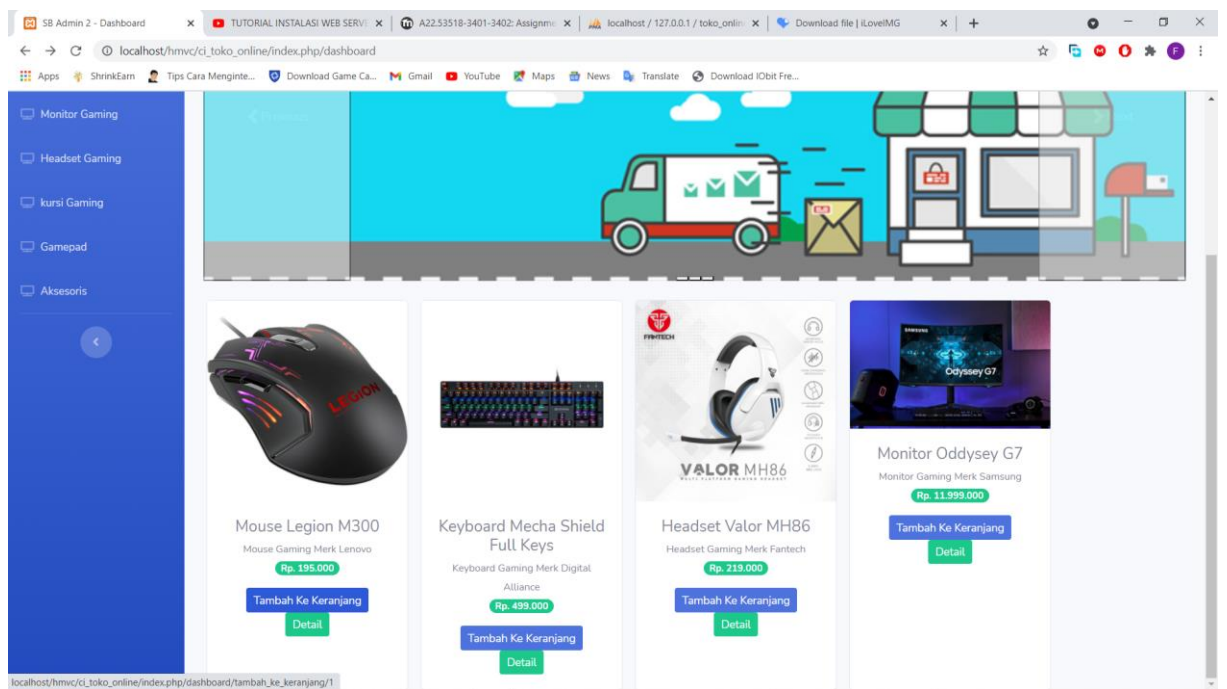 SB Admin 2 - Dashboard
TUTORIAL INSTALASI WEB SERVE
A22.53518-3401-3402: Assignme
localhost / 127.0.0.1 / toko_onlin
Download file | iLoveIMG
localhost/hmvc/ci_toko_online/index.php/dashboard
Apps
ShrinkEarn
Tips Cara Menginte...
Download Game Ca...
Gmail
YouTube
Maps
News
Translate
Download IObit Fre...
Monitor Gaming
Headset Gaming
kursi Gaming
Gamepad
Aksesoris
LEGION
FANTECH
VALOR MH86
MULTI PLATFORM GAMING HEADSET
SAMSUNG
Odyssey G7
Mouse Legion M300
Mouse Gaming Merk Lenovo
Rp. 195.000
Tambah Ke Keranjang
Detail
Keyboard Mecha Shield
Full Keys
Keyboard Gaming Merk Digital
Alliance
Rp. 499.000
Tambah Ke Keranjang
Detail
Headset Valor MH86
Headset Gaming Merk Fantech
Rp. 219.000
Tambah Ke Keranjang
Detail
Monitor Oddysey G7
Monitor Gaming Merk Samsung
Rp. 11.999.000
Tambah Ke Keranjang
Detail
localhost/hmvc/ci_toko_online/index.php/dashboard/tambah_ke_keranjang/1